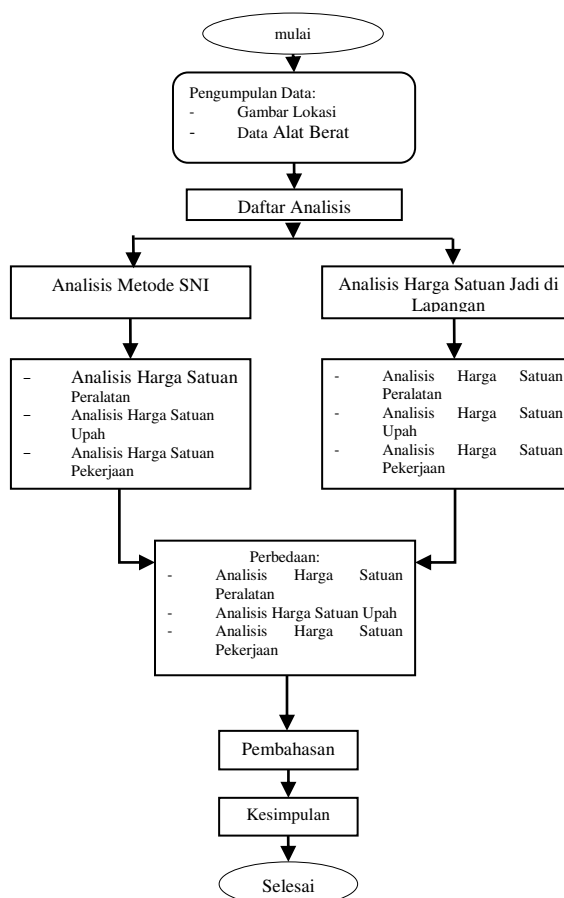 mulai
Pengumpulan Data:
- Gambar Lokasi
- Data Alat Berat
Daftar Analisis
Analisis Metode SNI
Analisis Harga Satuan Jadi di
Lapangan
- Analisis Harga Satuan
Peralatan
- Analisis Harga Satuan
Upah
- Analisis Harga Satuan
Pekerjaan
- Analisis Harga Satuan
Peralatan
- Analisis Harga Satuan
Upah
- Analisis Harga Satuan
Pekerjaan
Perbedaan:
- Analisis Harga Satuan
Peralatan
- Analisis Harga Satuan Upah
- Analisis Harga Satuan
Pekerjaan
Pembahasan
Kesimpulan
Selesai